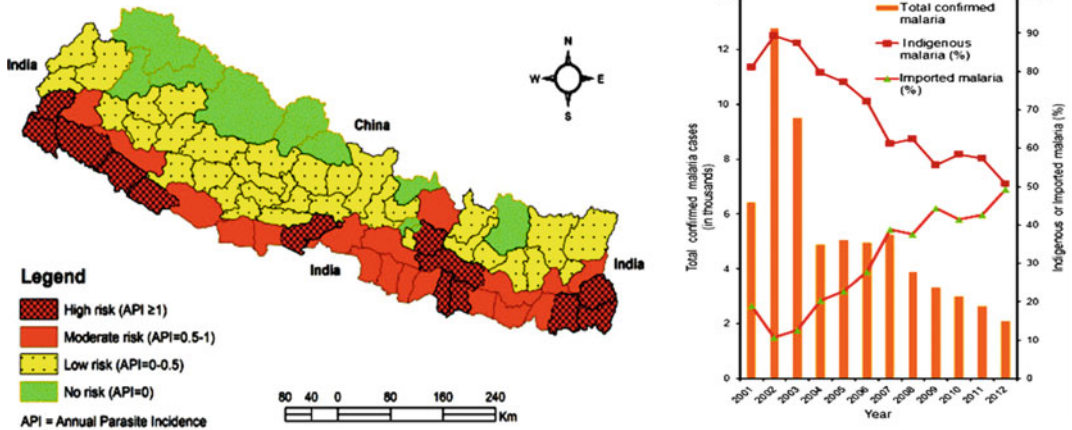 India
N
W E
S
China
India
India
Legend
High risk (API ≥1)
Moderate risk (API=0.5-1)
Low risk (API=0-0.5)
No risk (API=0)
API = Annual Parasite Incidence
80 40 0 80 160 240
Km
Total confirmed
malaria
Indigenous
malaria (%)
Imported malaria
(%)
Total confirmed malaria cases
(in thousands)
12
10
8
6
4
2
0
Indigenous or Imported malaria (%)
90
80
70
60
50
40
30
20
10
0
2001 2002 2003 2004 2005 2006 2007 2008 2009 2010 2011 2012
Year